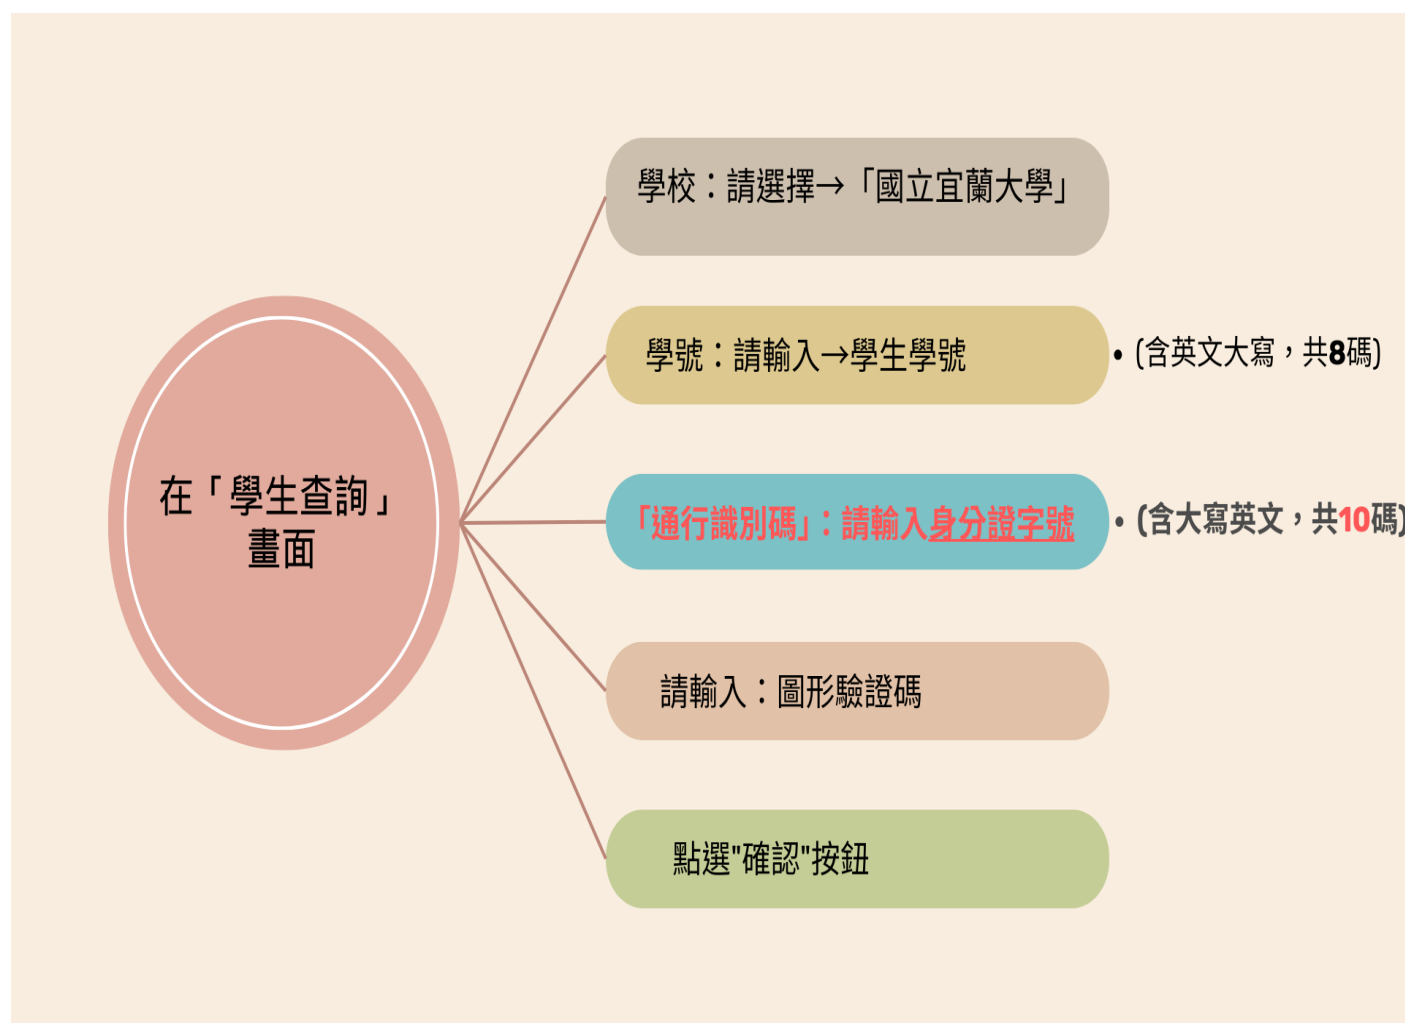 在「學生查詢」
畫面
學校：請選擇→「國立宜蘭大學」
學號：請輸入→學生學號
• (含英文大寫，共8碼)
「通行識別碼」：請輸入身分證字號
• (含大寫英文，共10碼)
請輸入：圖形驗證碼
點選"確認"按鈕